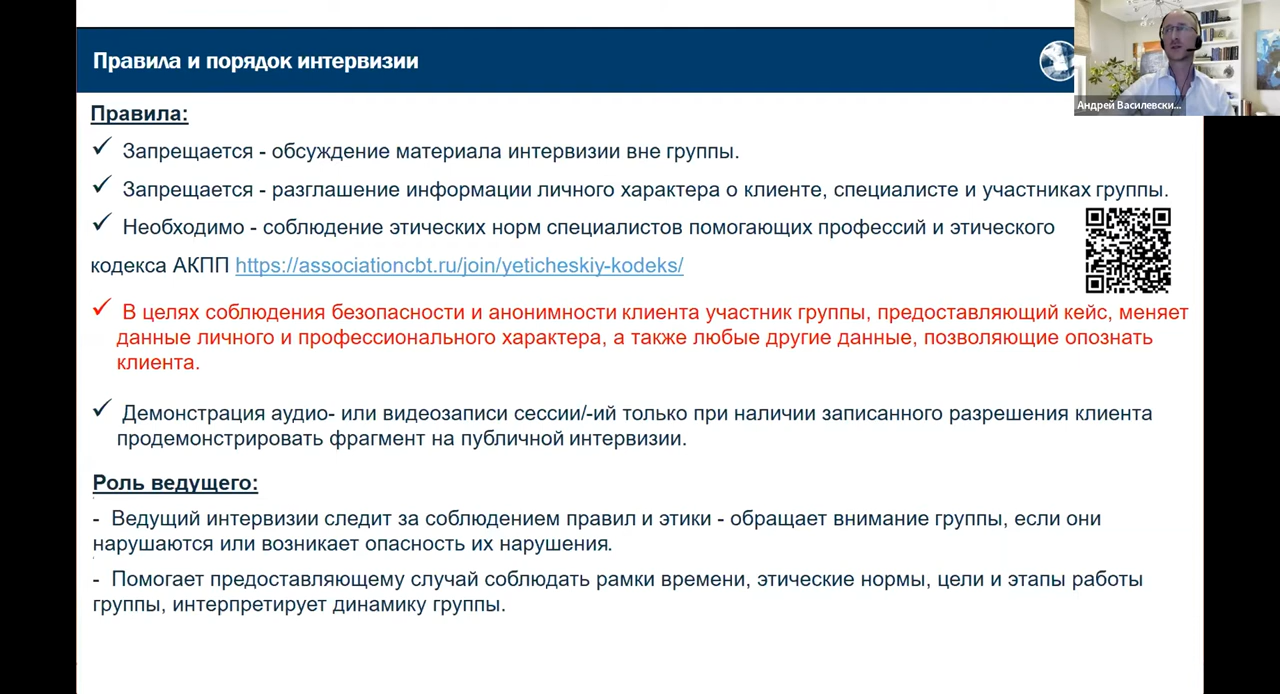 Правила и порядок интервизии
Андрей Василевски...
Правила:
✓ Запрещается - обсуждение материала интервизии вне группы.
✓ Запрещается - разглашение информации личного характера о клиенте, специалисте и участниках группы.
✓ Необходимо - соблюдение этических норм специалистов помогающих профессий и этического
кодекса АКПП https://associationcbt.ru/join/yeticheskiy-kodeks/
✓ В целях соблюдения безопасности и анонимности клиента участник группы, предоставляющий кейс, меняет
данные личного и профессионального характера, а также любые другие данные, позволяющие опознать
клиента.
✓ Демонстрация аудио- или видеозаписи сессии/-ий только при наличии записанного разрешения клиента
продемонстрировать фрагмент на публичной интервизии.
Роль ведущего:
- Ведущий интервизии следит за соблюдением правил и этики - обращает внимание группы, если они
нарушаются или возникает опасность их нарушения.
- Помогает предоставляющему случай соблюдать рамки времени, этические нормы, цели и этапы работы
группы, интерпретирует динамику группы.